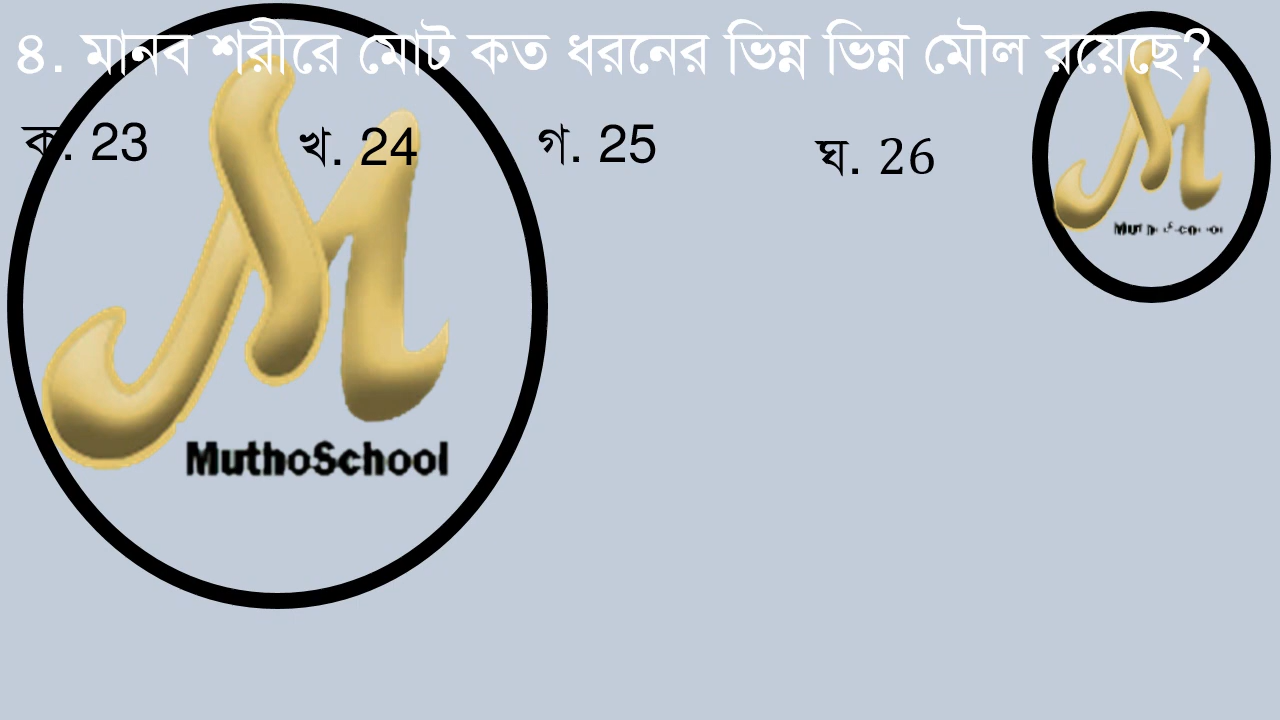 ৪. মানব শরীরে মোট কত ধরনের ভিন্ন ভিন্ন মৌল রয়েছে?
ক. 23 খ. 24 গ. 25 ঘ. 26
MuthoSchool